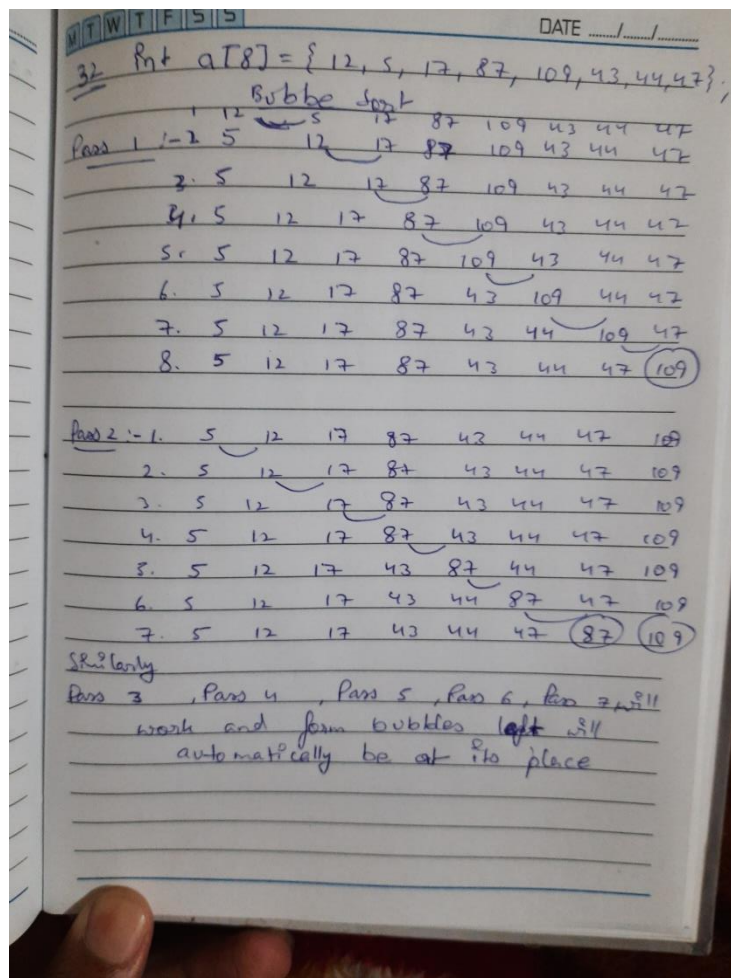 M T W T F S S DATE ....../....../..........
32 int a[8] = { 12, 5, 17, 87, 109, 43, 44, 47 };
Bubbe Sort
1 12 5 17 87 109 43 44 47
Pass 1 :- 2 5 12 17 87 109 43 44 47
3. 5 12 17 87 109 43 44 47
4. 5 12 17 87 109 43 44 47
5. 5 12 17 87 109 43 44 47
6. 5 12 17 87 43 109 44 47
7. 5 12 17 87 43 44 109 47
8. 5 12 17 87 43 44 47 109
Pass 2 :- 1. 5 12 17 87 43 44 47 109
2. 5 12 17 87 43 44 47 109
3. 5 12 17 87 43 44 47 109
4. 5 12 17 87 43 44 47 109
5. 5 12 17 43 87 44 47 109
6. 5 12 17 43 44 87 47 109
7. 5 12 17 43 44 47 87 109
Similarly
Pass 3 , Pass 4 , Pass 5 , Pass 6 , Pass 7, will
work and form bubbles left will
automatically be at its place